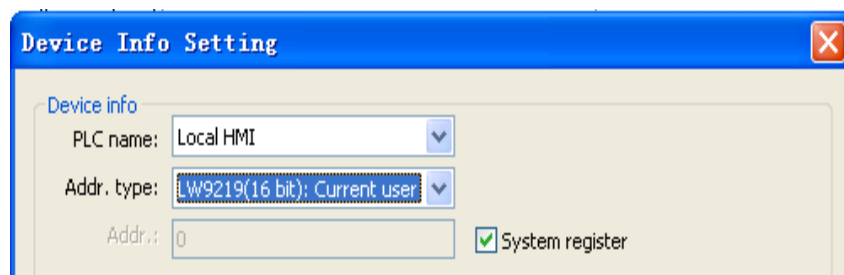 Device Info Setting
Device info
PLC name: Local HMI
Addr. type: LW9219(16 bit): Current user
Addr.: 0
System register